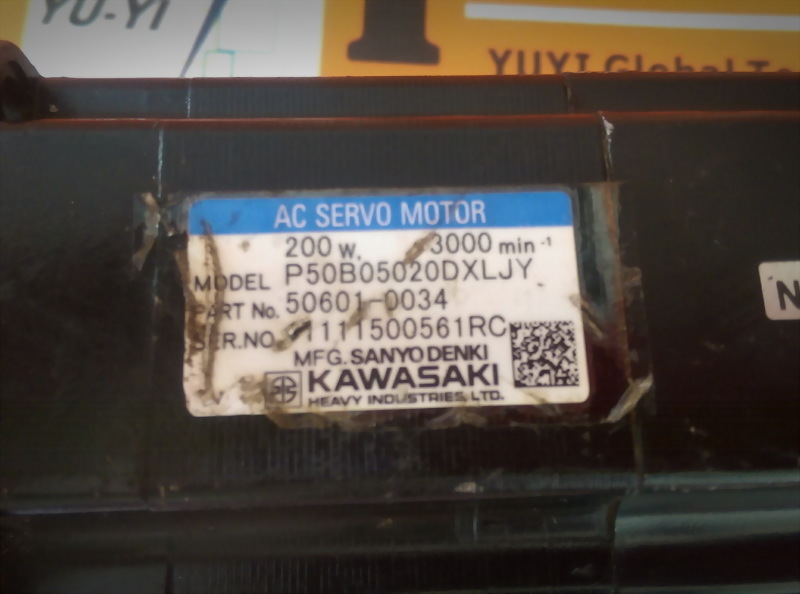 YU-YI
YUYI Global
AC SERVO MOTOR
200 W. 3000 min⁻¹
MODEL P50B05020DXLJY
PART No. 50601-0034
SER.NO. 91111500561RC
MFG. SANYO DENKI
KAWASAKI
HEAVY INDUSTRIES, LTD.
N